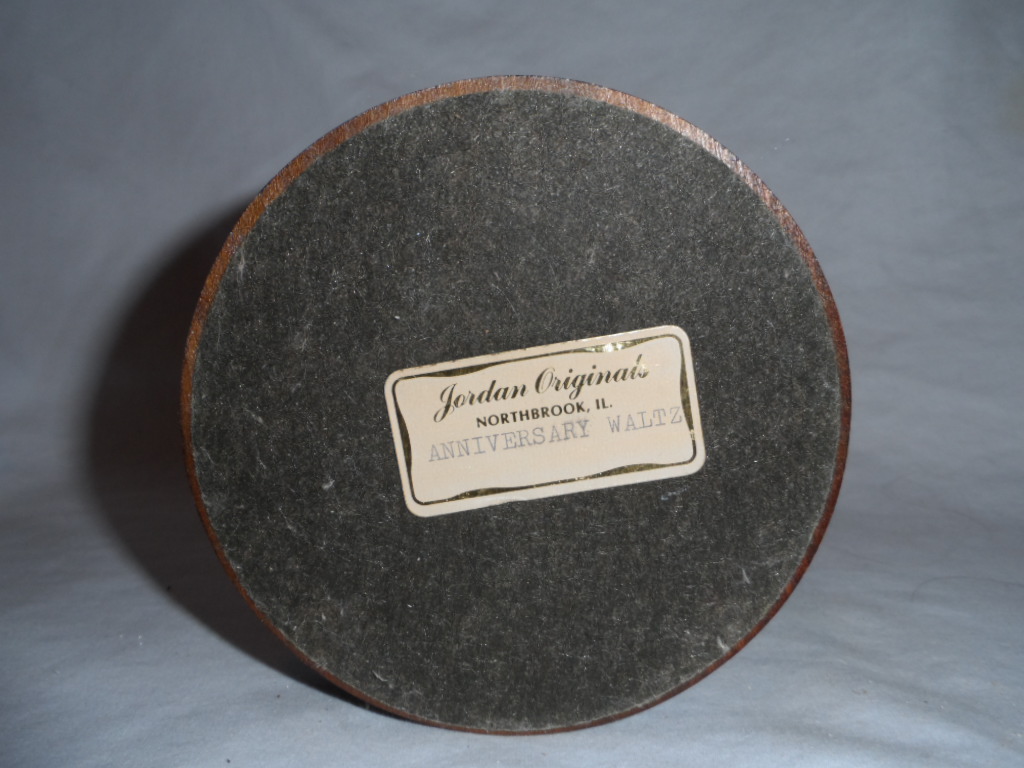 Jordan Originals
NORTHBROOK, IL.
ANNIVERSARY WALTZ